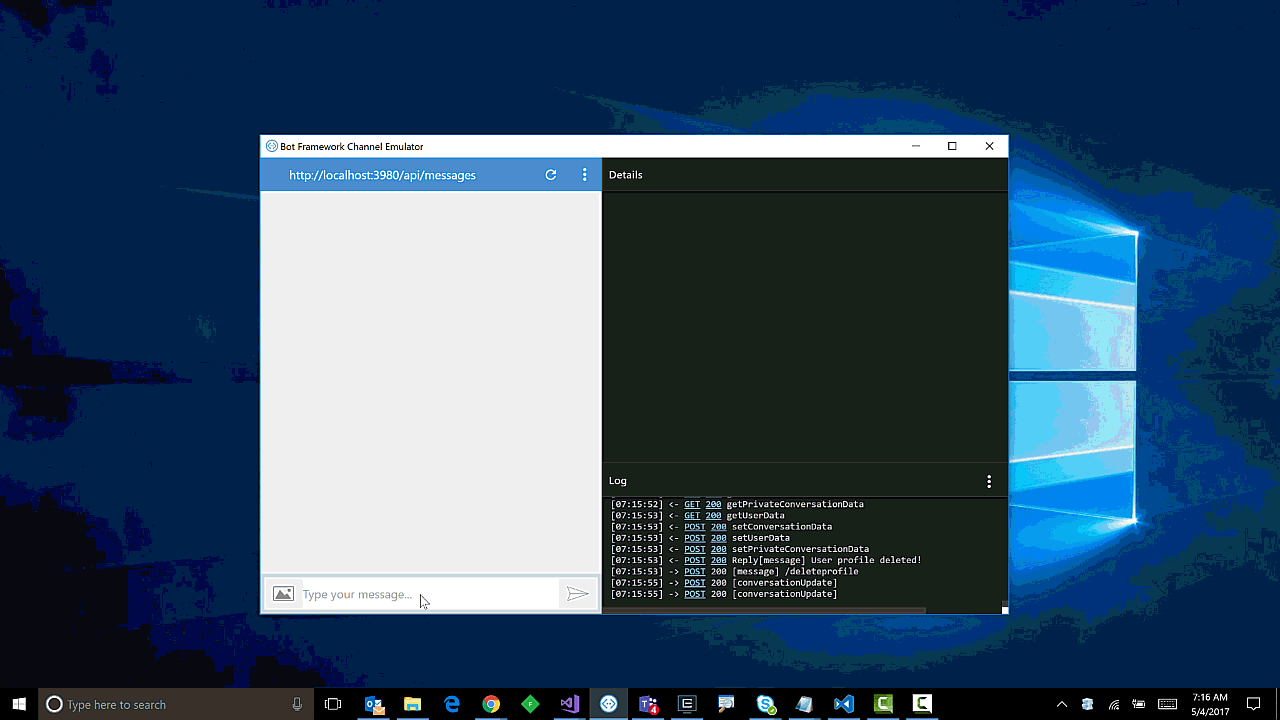 Bot Framework Channel Emulator
http://localhost:3980/api/messages
Details
Log
[07:15:52] <- GET 200 getPrivateConversationData
[07:15:53] <- GET 200 getUserData
[07:15:53] <- POST 200 setConversationData
[07:15:53] <- POST 200 setUserData
[07:15:53] <- POST 200 setPrivateConversationData
[07:15:53] <- POST 200 Reply[message] User profile deleted!
[07:15:53] -> POST 200 [message] /deleteprofile
[07:15:55] -> POST 200 [conversationUpdate]
[07:15:55] -> POST 200 [conversationUpdate]
Type your message...
Type here to search
7:16 AM
5/4/2017